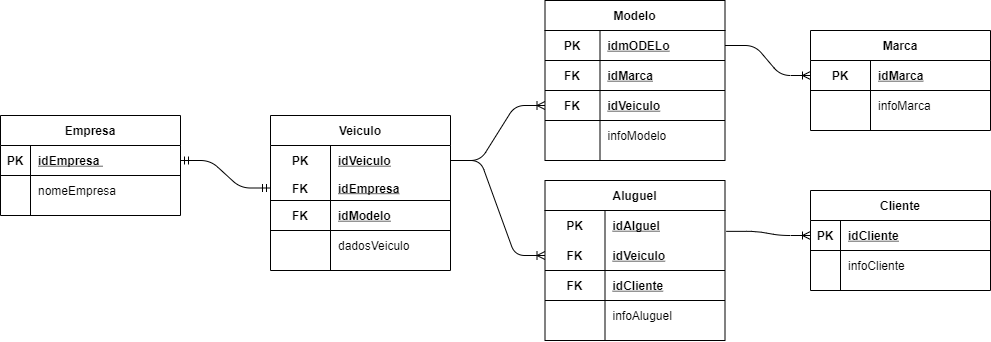 Empresa
PK idEmpresa
nomeEmpresa
Veiculo
PK idVeiculo
FK idEmpresa
FK idModelo
dadosVeiculo
Modelo
PK idmODELo
FK idMarca
FK idVeiculo
infoModelo
Marca
PK idMarca
infoMarca
Aluguel
PK idAlguel
FK idVeiculo
FK idCliente
infoAluguel
Cliente
PK idCliente
infoCliente